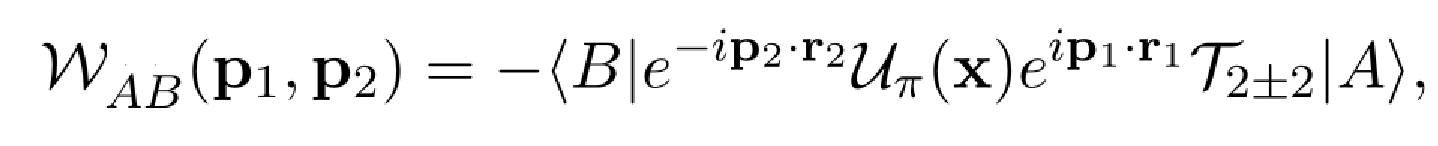 𝒲_{AB}(𝐩₁, 𝐩₂) = −⟨B|e^{−i𝐩₂·𝐫₂}𝒰_π(𝐱)e^{i𝐩₁·𝐫₁}𝒯_{2±2}|A⟩,